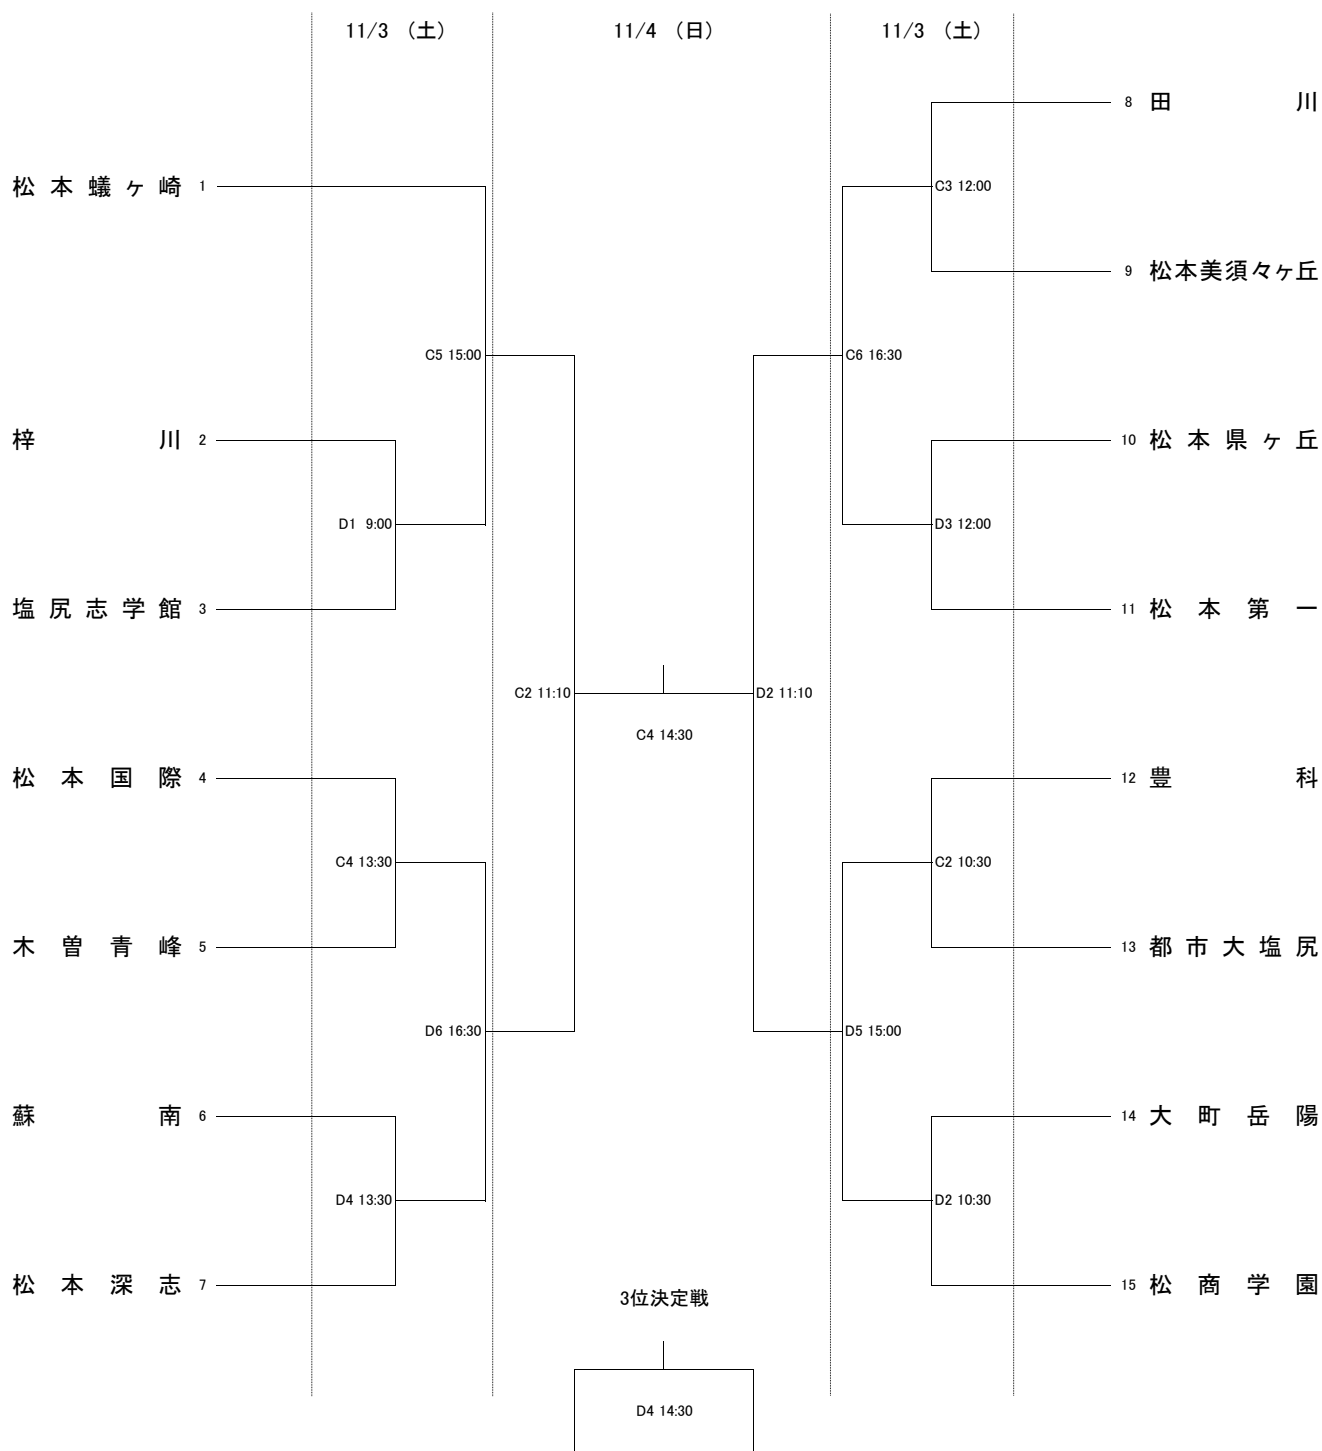 11/3 （土）
11/4 （日）
11/3 （土）
8 田川
松本蟻ヶ崎 1
C3 12:00
9 松本美須々ヶ丘
C5 15:00
C6 16:30
梓川 2
10 松本県ヶ丘
D1 9:00
D3 12:00
塩尻志学館 3
11 松本第一
C2 11:10
D2 11:10
C4 14:30
松本国際 4
12 豊科
C4 13:30
C2 10:30
木曽青峰 5
13 都市大塩尻
D6 16:30
D5 15:00
蘇南 6
14 大町岳陽
D4 13:30
D2 10:30
松本深志 7
15 松商学園
3位決定戦
D4 14:30